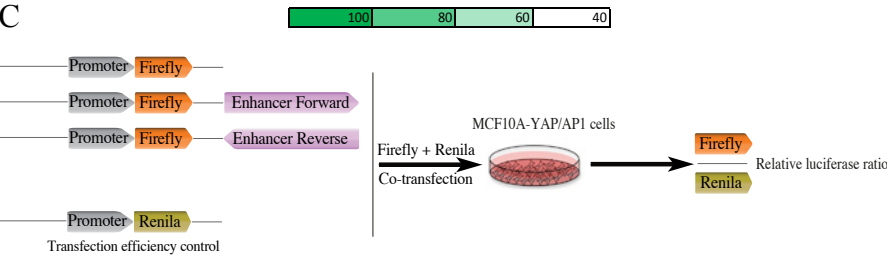 C
100 80 60 40
Promoter Firefly
Promoter Firefly Enhancer Forward
Promoter Firefly Enhancer Reverse
Promoter Renila
Transfection efficiency control
Firefly + Renila
Co-transfection
MCF10A-YAP/AP1 cells
Firefly
Renila
Relative luciferase ratio